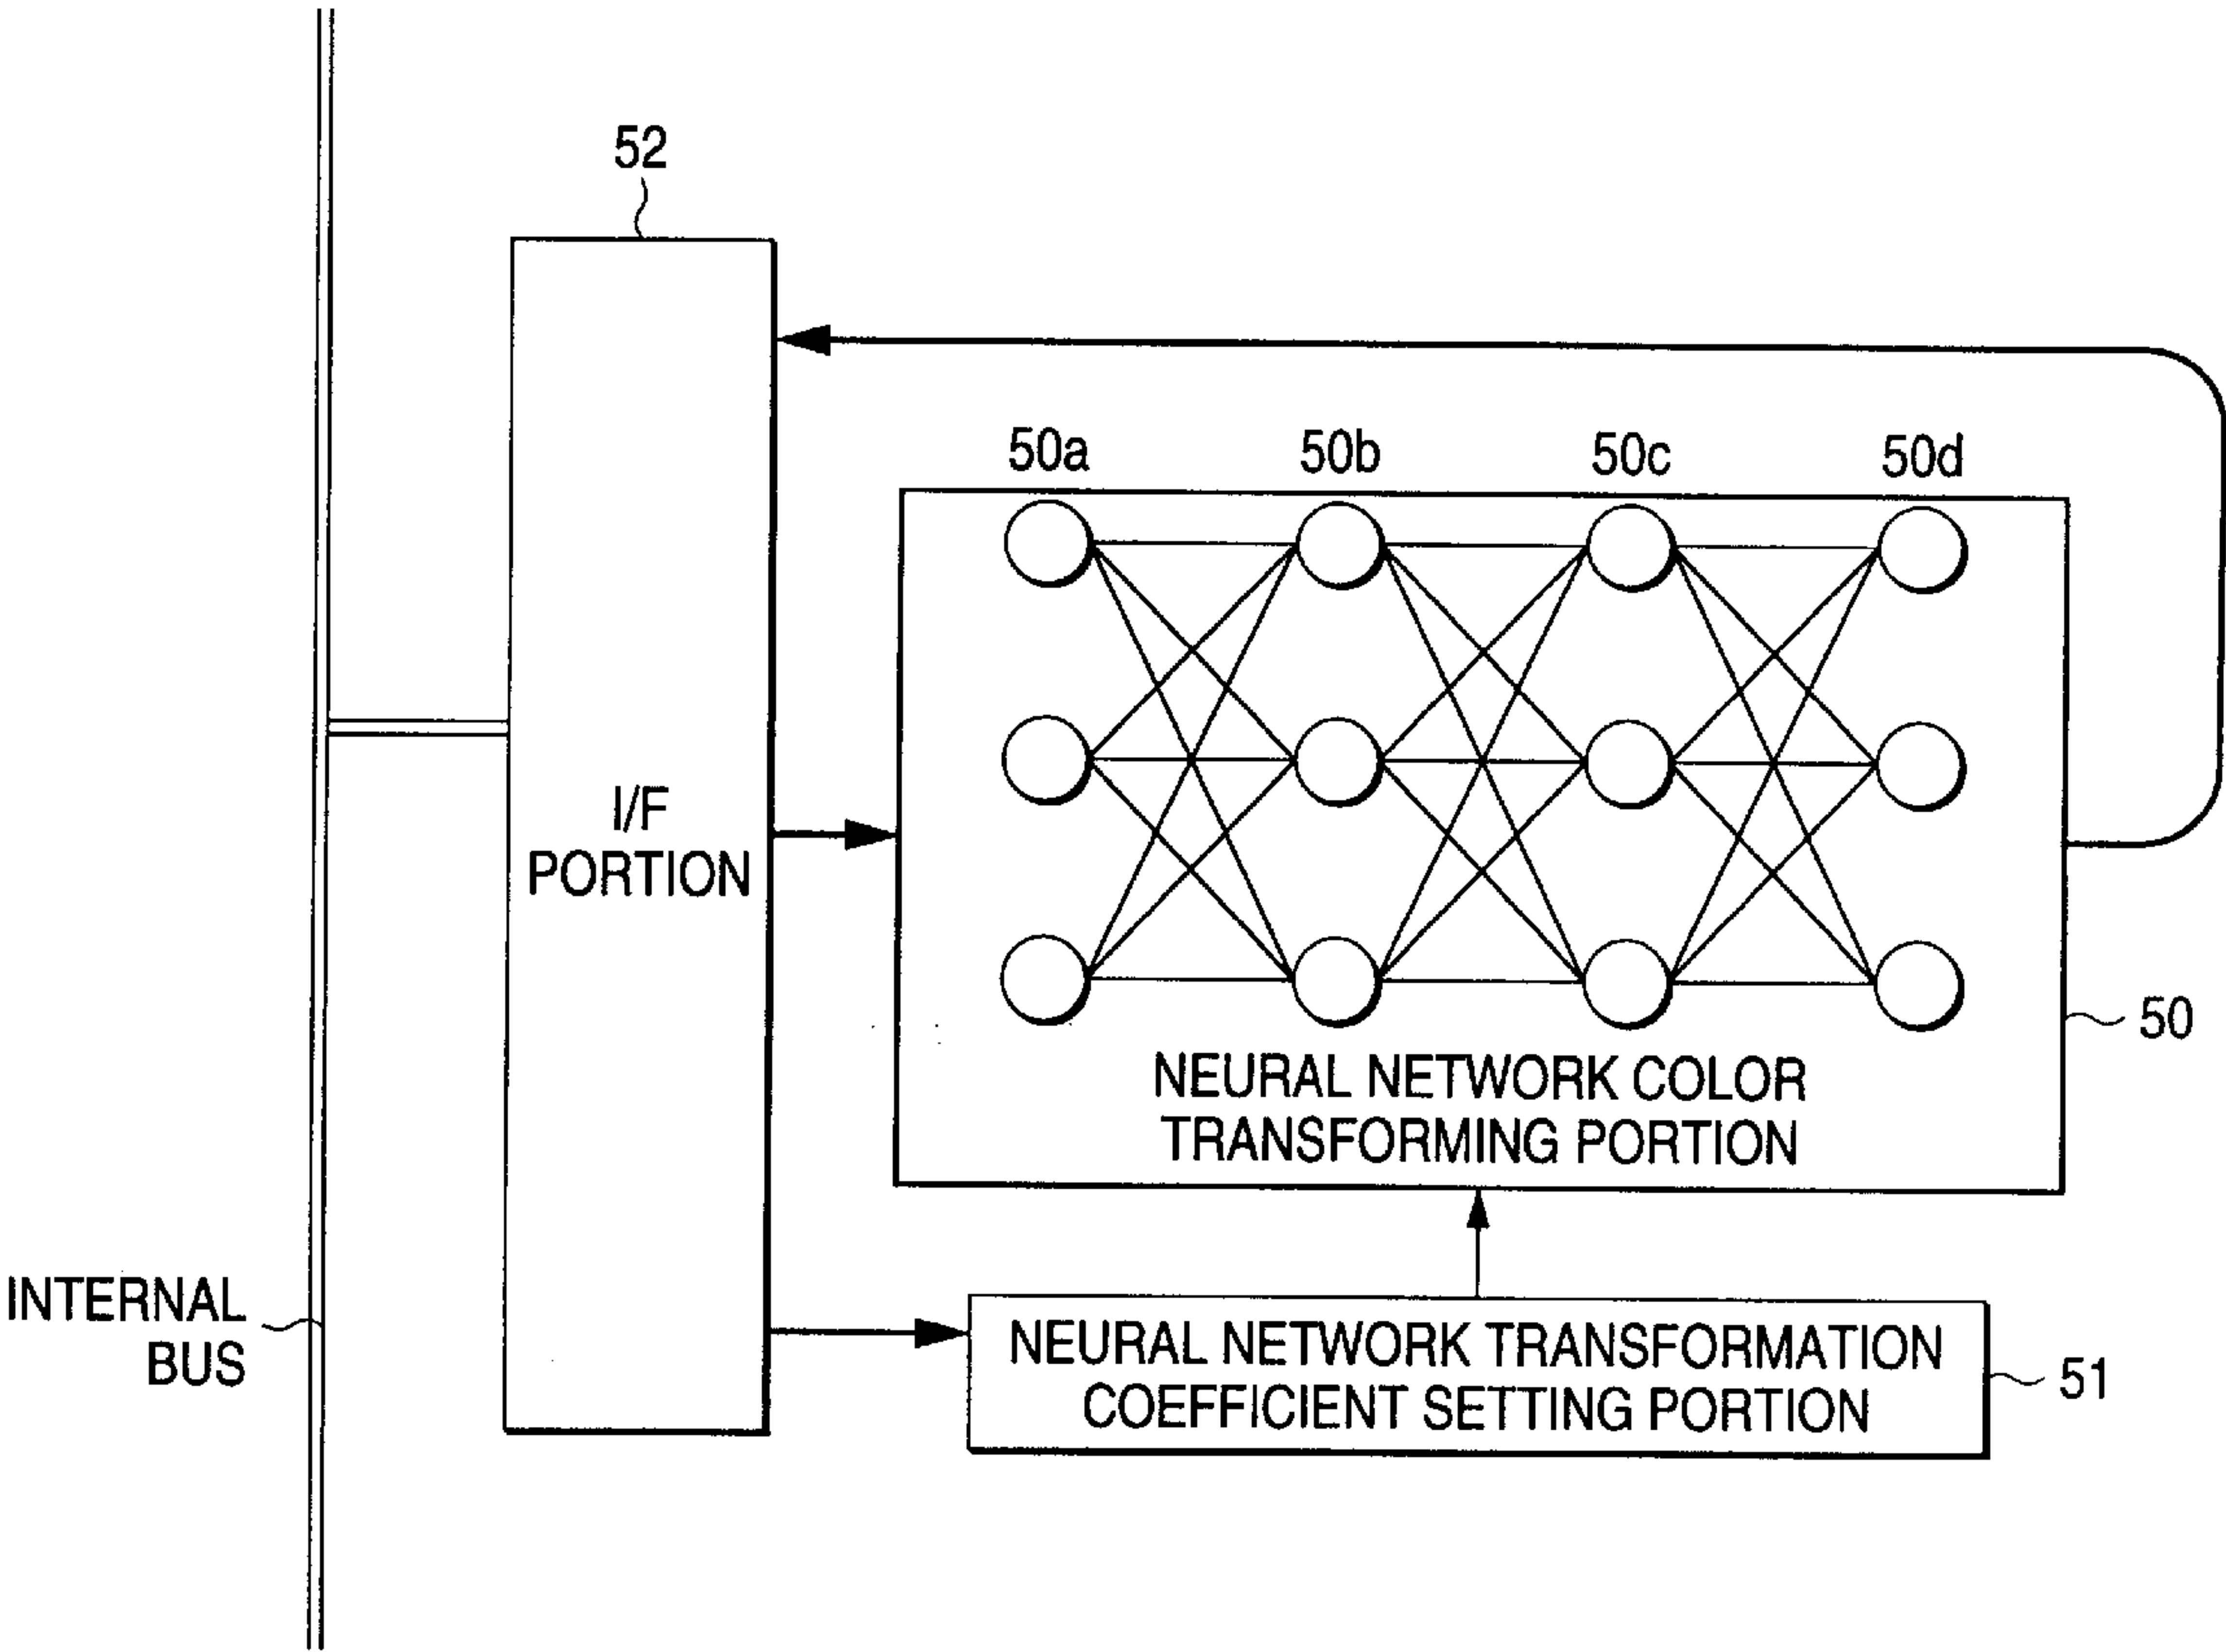 52
50a
50b
50c
50d
I/F
PORTION
50
NEURAL NETWORK COLOR
TRANSFORMING PORTION
INTERNAL
BUS
NEURAL NETWORK TRANSFORMATION
COEFFICIENT SETTING PORTION
51